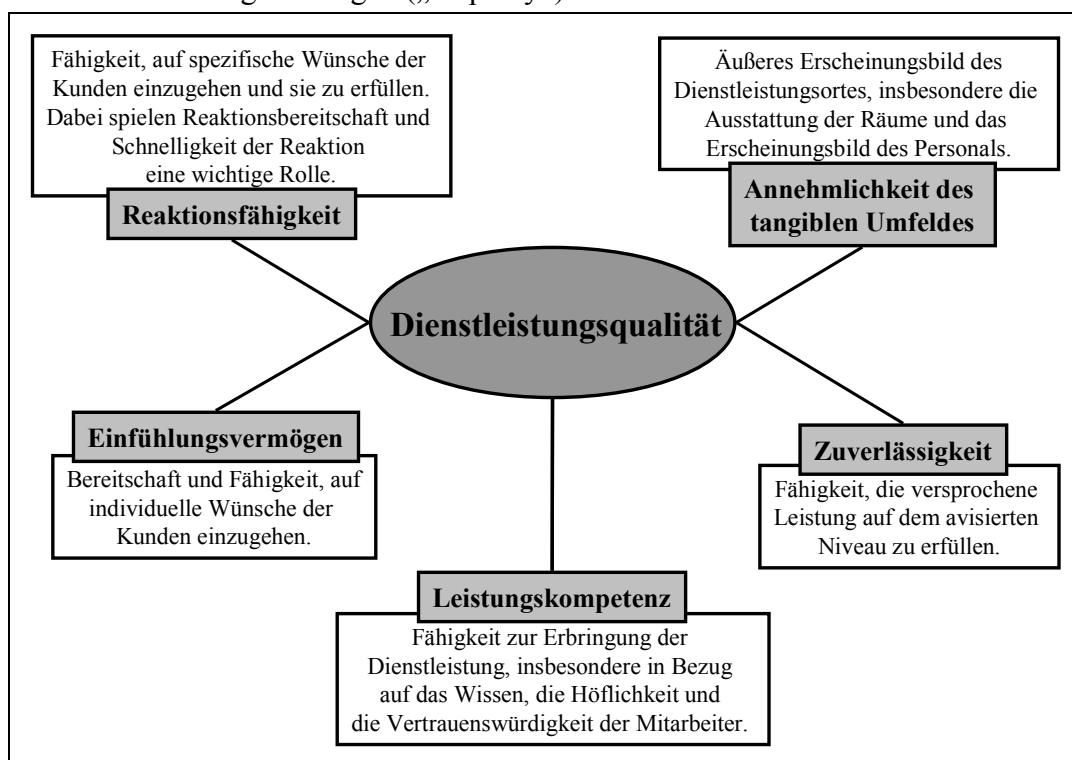 Fähigkeit, auf spezifische Wünsche der
Kunden einzugehen und sie zu erfüllen.
Dabei spielen Reaktionsbereitschaft und
Schnelligkeit der Reaktion
eine wichtige Rolle.
Reaktionsfähigkeit
Äußeres Erscheinungsbild des
Dienstleistungsortes, insbesondere die
Ausstattung der Räume und das
Erscheinungsbild des Personals.
Annehmlichkeit des
tangiblen Umfeldes
Dienstleistungsqualität
Einfühlungsvermögen
Bereitschaft und Fähigkeit, auf
individuelle Wünsche der
Kunden einzugehen.
Zuverlässigkeit
Fähigkeit, die versprochene
Leistung auf dem avisierten
Niveau zu erfüllen.
Leistungskompetenz
Fähigkeit zur Erbringung der
Dienstleistung, insbesondere in Bezug
auf das Wissen, die Höflichkeit und
die Vertrauenswürdigkeit der Mitarbeiter.